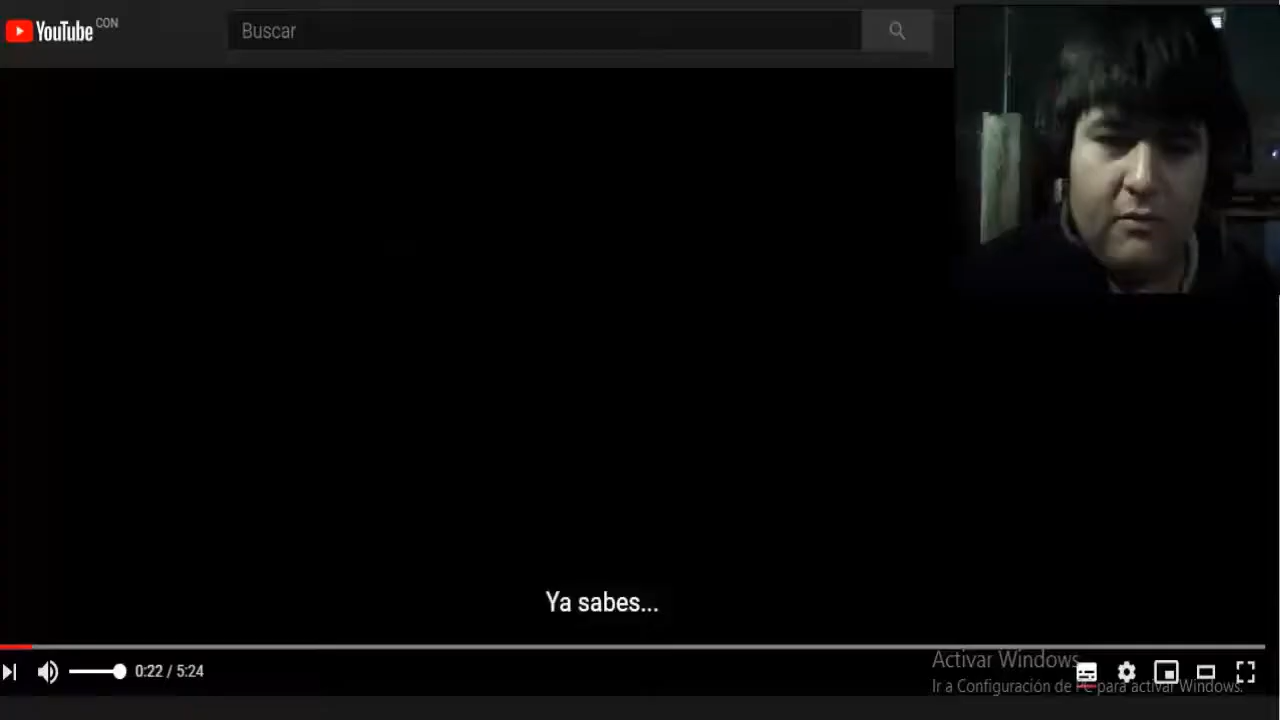 YouTube CON
Buscar
Ya sabes...
0:22 / 5:24
Activar Windows
Ir a Configuración de PC para activar Windows.